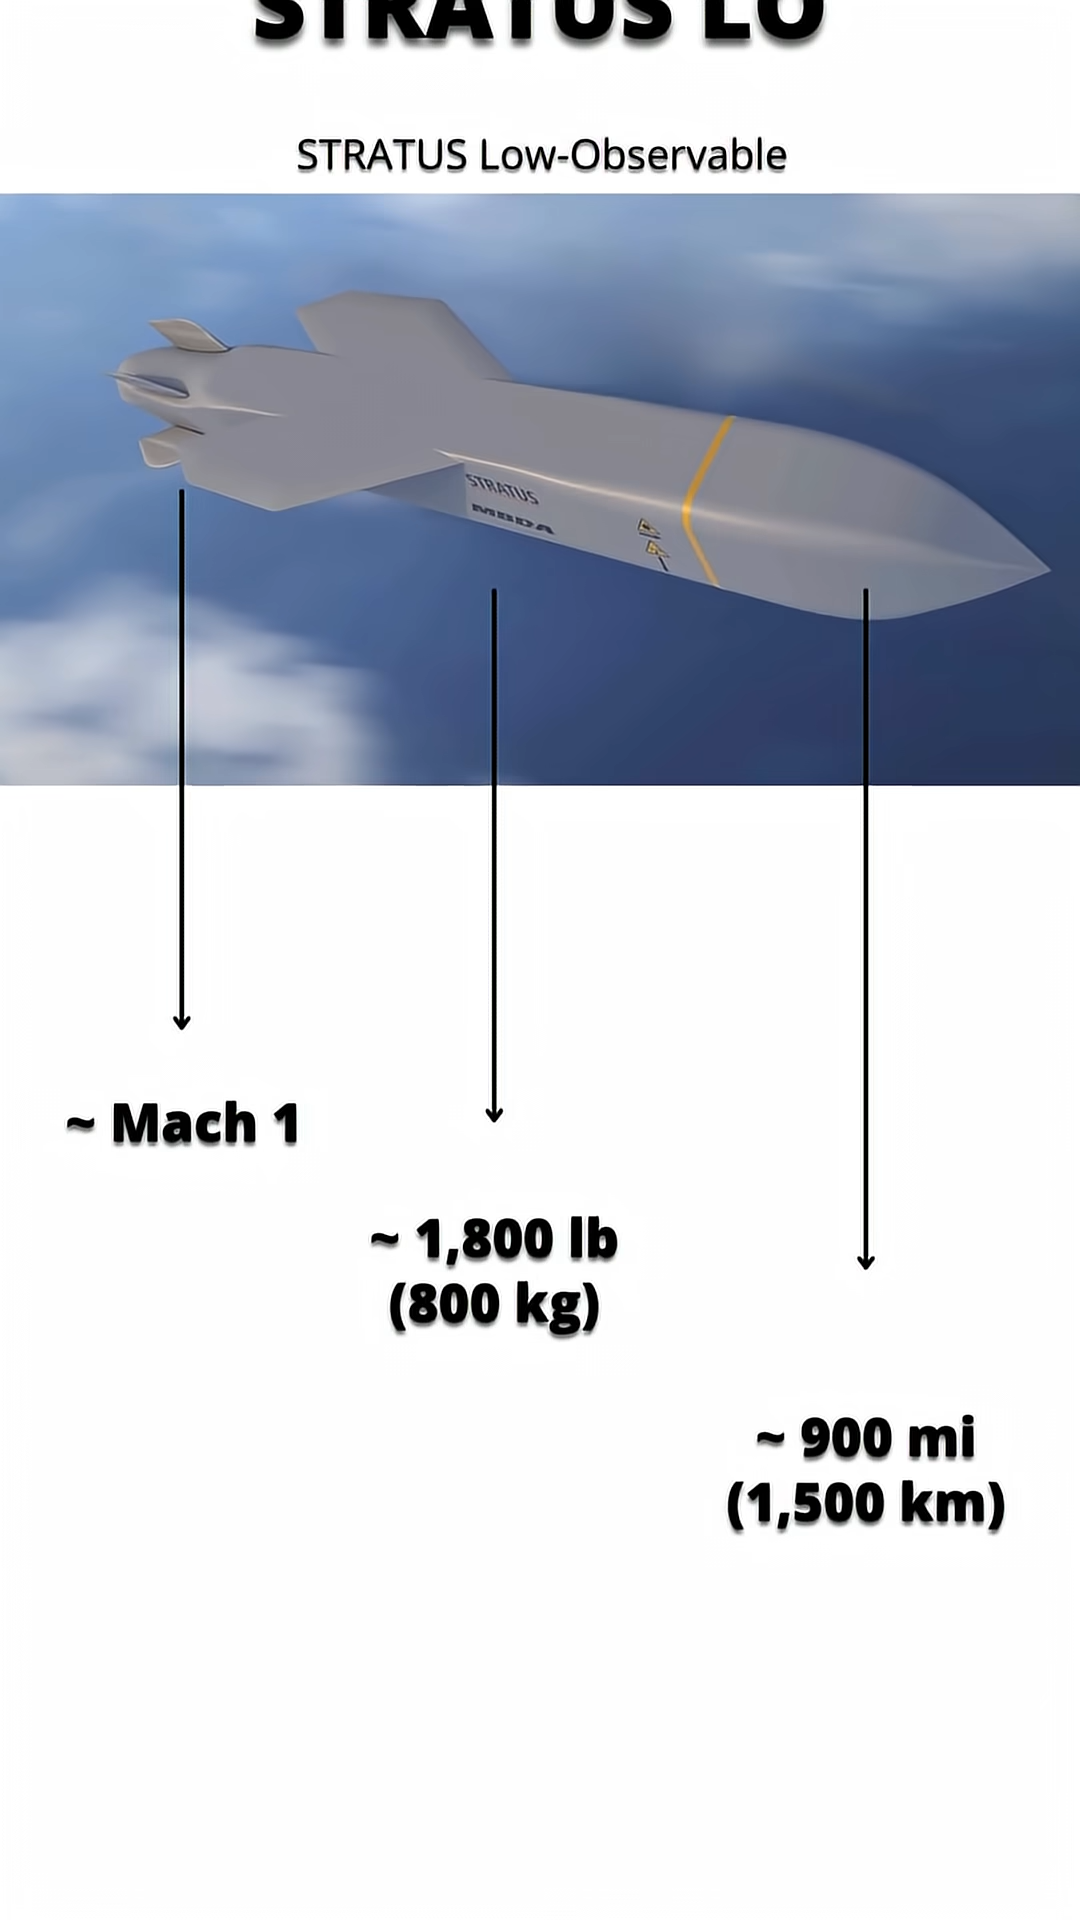 STRATUS LO
STRATUS Low-Observable
STRATUS
MBDA
~ Mach 1
~ 1,800 lb
(800 kg)
~ 900 mi
(1,500 km)